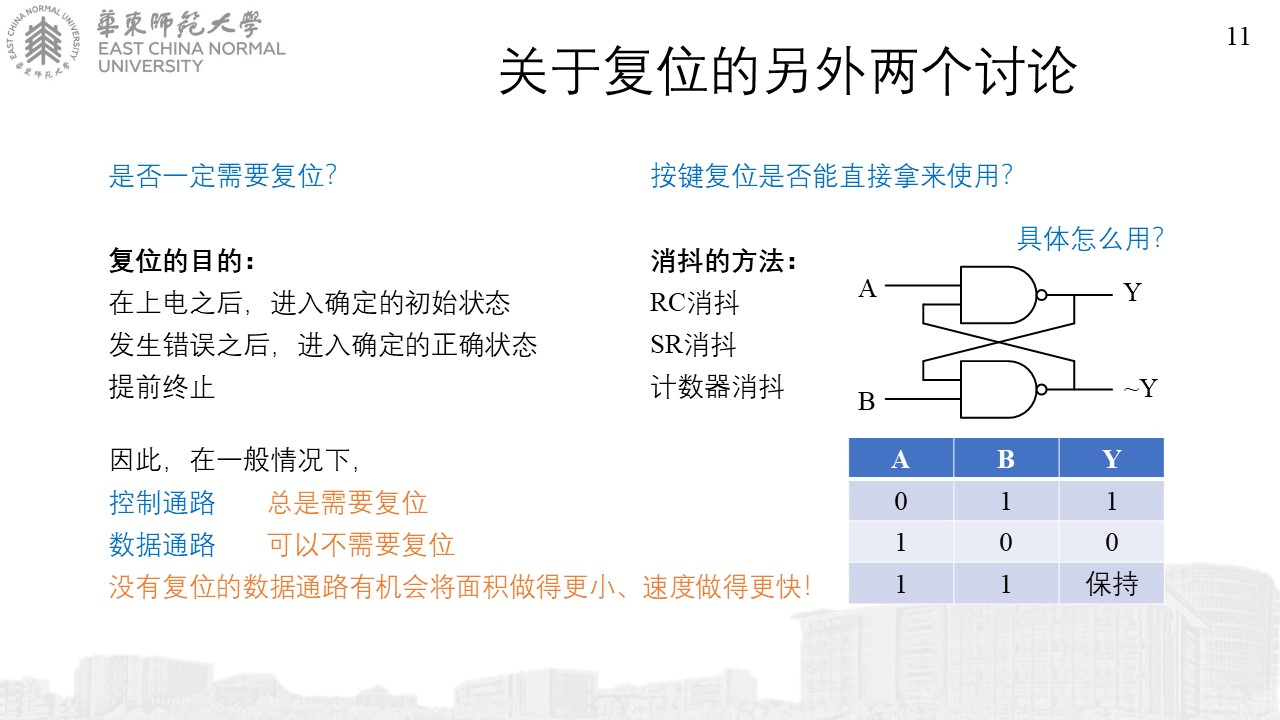 EAST CHINA NORMAL UNIVERSITY
華東師範大學
華東師範大學
EAST CHINA NORMAL
UNIVERSITY
11
关于复位的另外两个讨论
是否一定需要复位？
复位的目的：
在上电之后，进入确定的初始状态
发生错误之后，进入确定的正确状态
提前终止
因此，在一般情况下，
控制通路 总是需要复位
数据通路 可以不需要复位
没有复位的数据通路有机会将面积做得更小、速度做得更快！
按键复位是否能直接拿来使用？
消抖的方法：
RC消抖
SR消抖
计数器消抖
具体怎么用？
A
Y
B
~Y
A B Y
0 1 1
1 0 0
1 1 保持